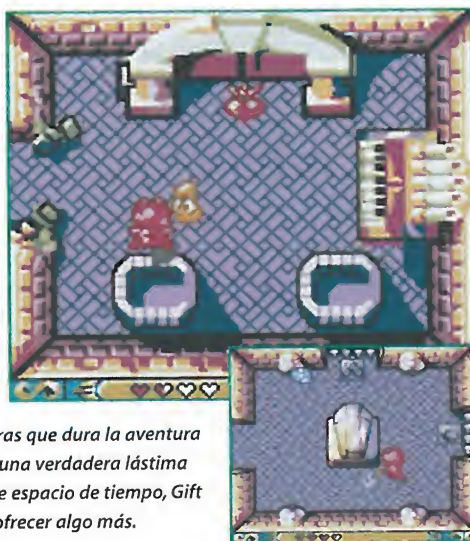 ras que dura la aventura
una verdadera lástima
e espacio de tiempo, Gift
ofrecer algo más.